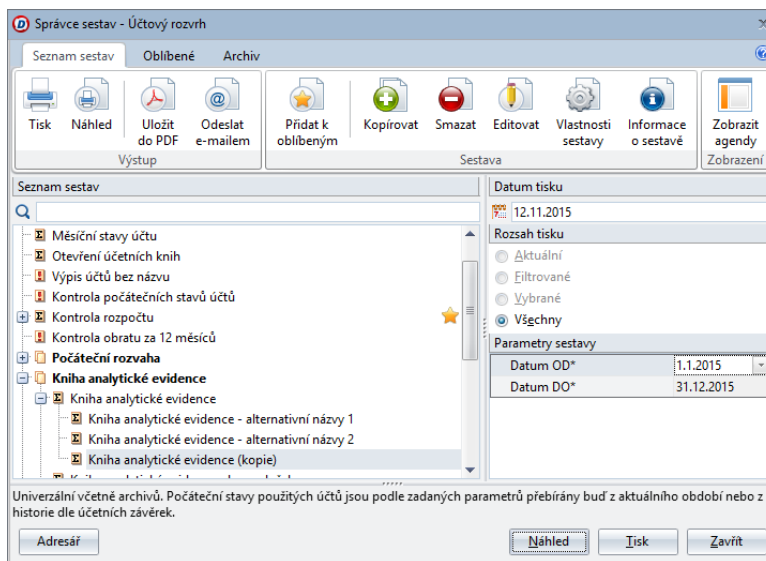 Správce sestav - Účtový rozvrh
Seznam sestav Oblíbené Archiv
Tisk Náhled Uložit do PDF Odeslat e-mailem Přidat k oblíbeným Kopírovat Smazat Editovat Vlastnosti sestavy Informace o sestavě Zobrazit agendy
Výstup Sestava Zobrazení
Seznam sestav
Měsíční stavy účtu
Otevření účetních knih
Výpis účtů bez názvu
Kontrola počátečních stavů účtů
Kontrola rozpočtu
Kontrola obratu za 12 měsíců
Počáteční rozvaha
Kniha analytické evidence
Kniha analytické evidence
Kniha analytické evidence - alternativní názvy 1
Kniha analytické evidence - alternativní názvy 2
Kniha analytické evidence (kopie)
Datum tisku
12.11.2015
Rozsah tisku
Aktuální
Filtrované
Vybrané
Všechny
Parametry sestavy
Datum OD* 1.1.2015
Datum DO* 31.12.2015
Univerzální včetně archivů. Počáteční stavy použitých účtů jsou podle zadaných parametrů přebírány buď z aktuálního období nebo z
historie dle účetních závěrek.
Adresář Náhled Tisk Zavřít